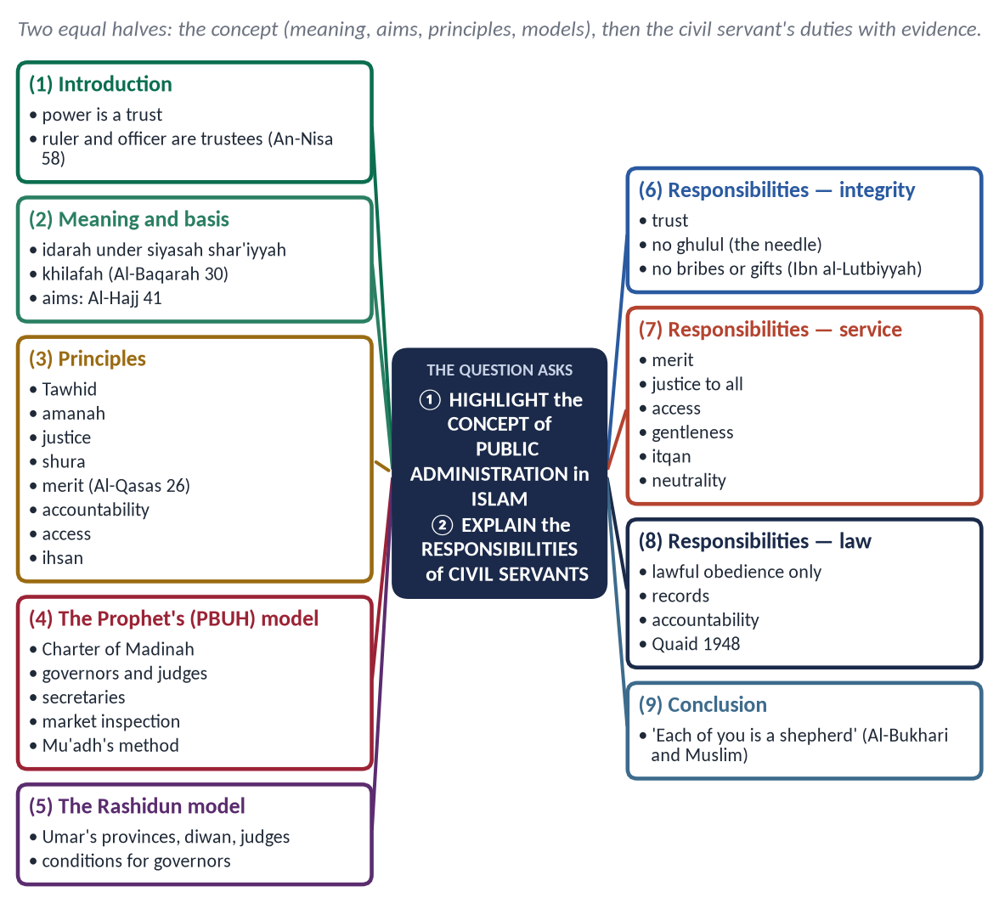 Two equal halves: the concept (meaning, aims, principles, models), then the civil servant's duties with evidence.
(1) Introduction
• power is a trust
• ruler and officer are trustees (An-Nisa
58)
(2) Meaning and basis
• idarah under siyasah shar'iyyah
• khilafah (Al-Baqarah 30)
• aims: Al-Hajj 41
(3) Principles
• Tawhid
• amanah
• justice
• shura
• merit (Al-Qasas 26)
• accountability
• access
• ihsan
(4) The Prophet's (PBUH) model
• Charter of Madinah
• governors and judges
• secretaries
• market inspection
• Mu'adh's method
(5) The Rashidun model
• Umar's provinces, diwan, judges
• conditions for governors
THE QUESTION ASKS
① HIGHLIGHT the
CONCEPT of
PUBLIC
ADMINISTRATION in
ISLAM
② EXPLAIN the
RESPONSIBILITIES
of CIVIL SERVANTS
(6) Responsibilities — integrity
• trust
• no ghulul (the needle)
• no bribes or gifts (Ibn al-Lutbiyyah)
(7) Responsibilities — service
• merit
• justice to all
• access
• gentleness
• itqan
• neutrality
(8) Responsibilities — law
• lawful obedience only
• records
• accountability
• Quaid 1948
(9) Conclusion
• 'Each of you is a shepherd' (Al-Bukhari
and Muslim)